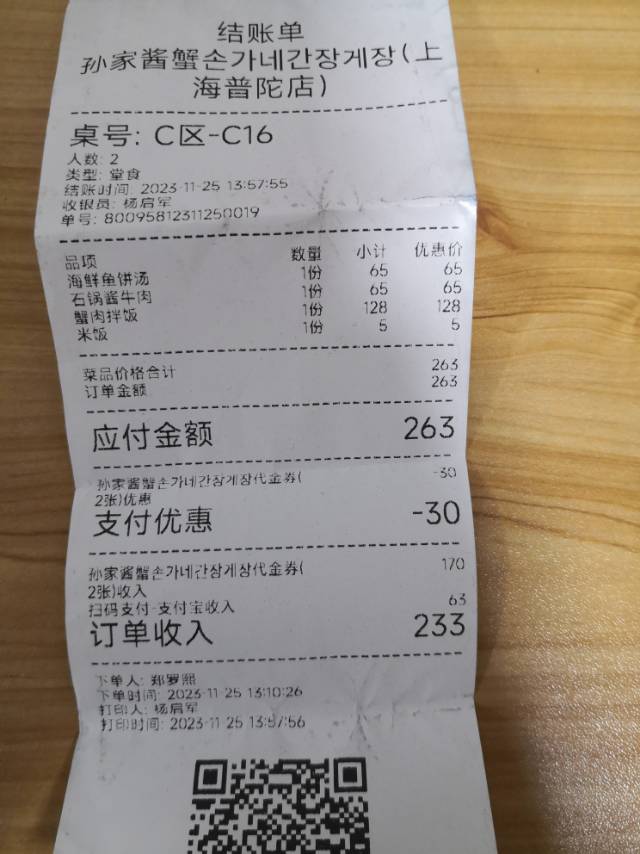 结账单
孙家酱蟹손가네간장게장(上
海普陀店)
桌号: C区-C16
人数: 2
类型: 堂食
结账时间: 2023-11-25 13:57:55
收银员: 杨启军
单号: 80095812311250019
品项 数量 小计 优惠价
海鲜鱼饼汤 1份 65 65
石锅酱牛肉 1份 65 65
蟹肉拌饭 1份 128 128
米饭 1份 5 5
菜品价格合计 263
订单金额 263
应付金额 263
孙家酱蟹손가네간장게장代金券( -30
2张)优惠
支付优惠 -30
孙家酱蟹손가네간장게장代金券( 170
2张)收入
扫码支付-支付宝收入 63
订单收入 233
下单人: 郑罗熙
下单时间: 2023-11-25 13:10:26
打印人: 杨启军
打印时间: 2023-11-25 13:57:56